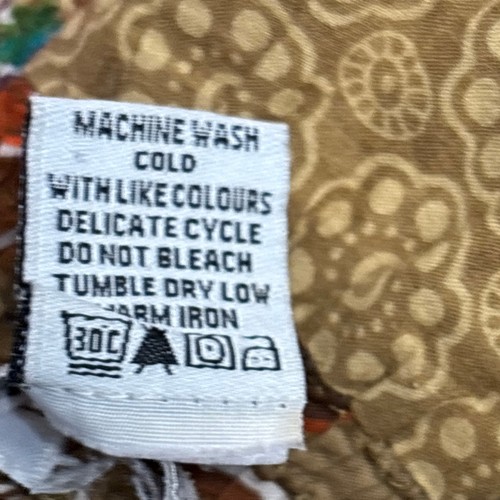 MACHINE WASH
COLD
WITH LIKE COLOURS
DELICATE CYCLE
DO NOT BLEACH
TUMBLE DRY LOW
WARM IRON
30C